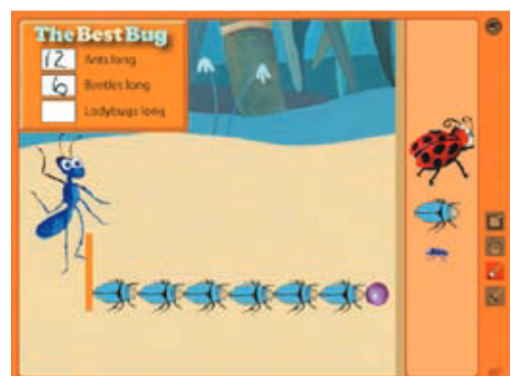 The Best Bug
12 Ants long
6 Beetles long
Ladybugs long